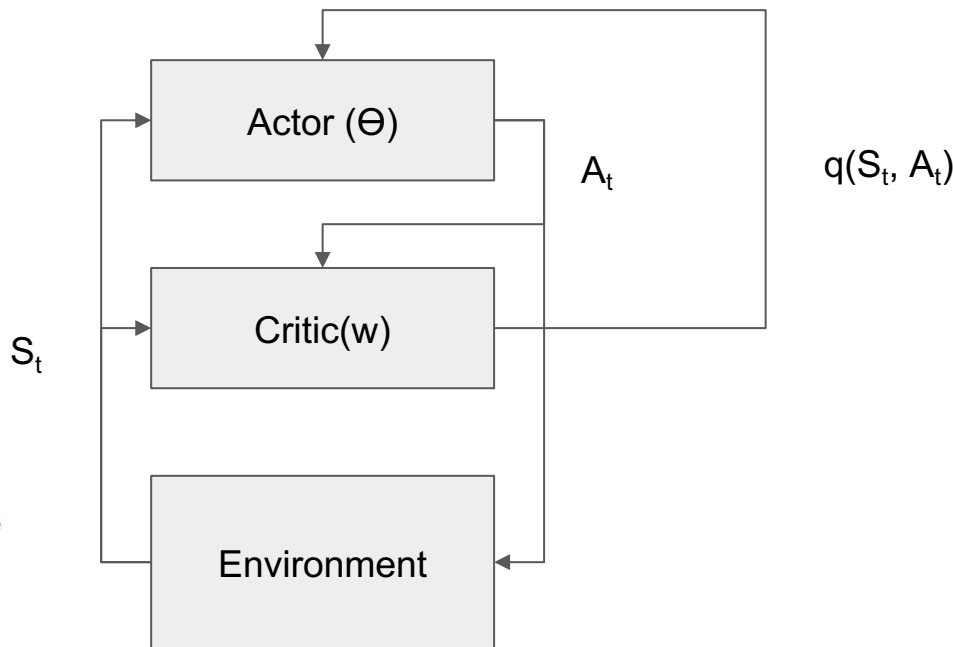 Actor (Θ)
A_t
q(S_t, A_t)
Critic(w)
S_t
Environment